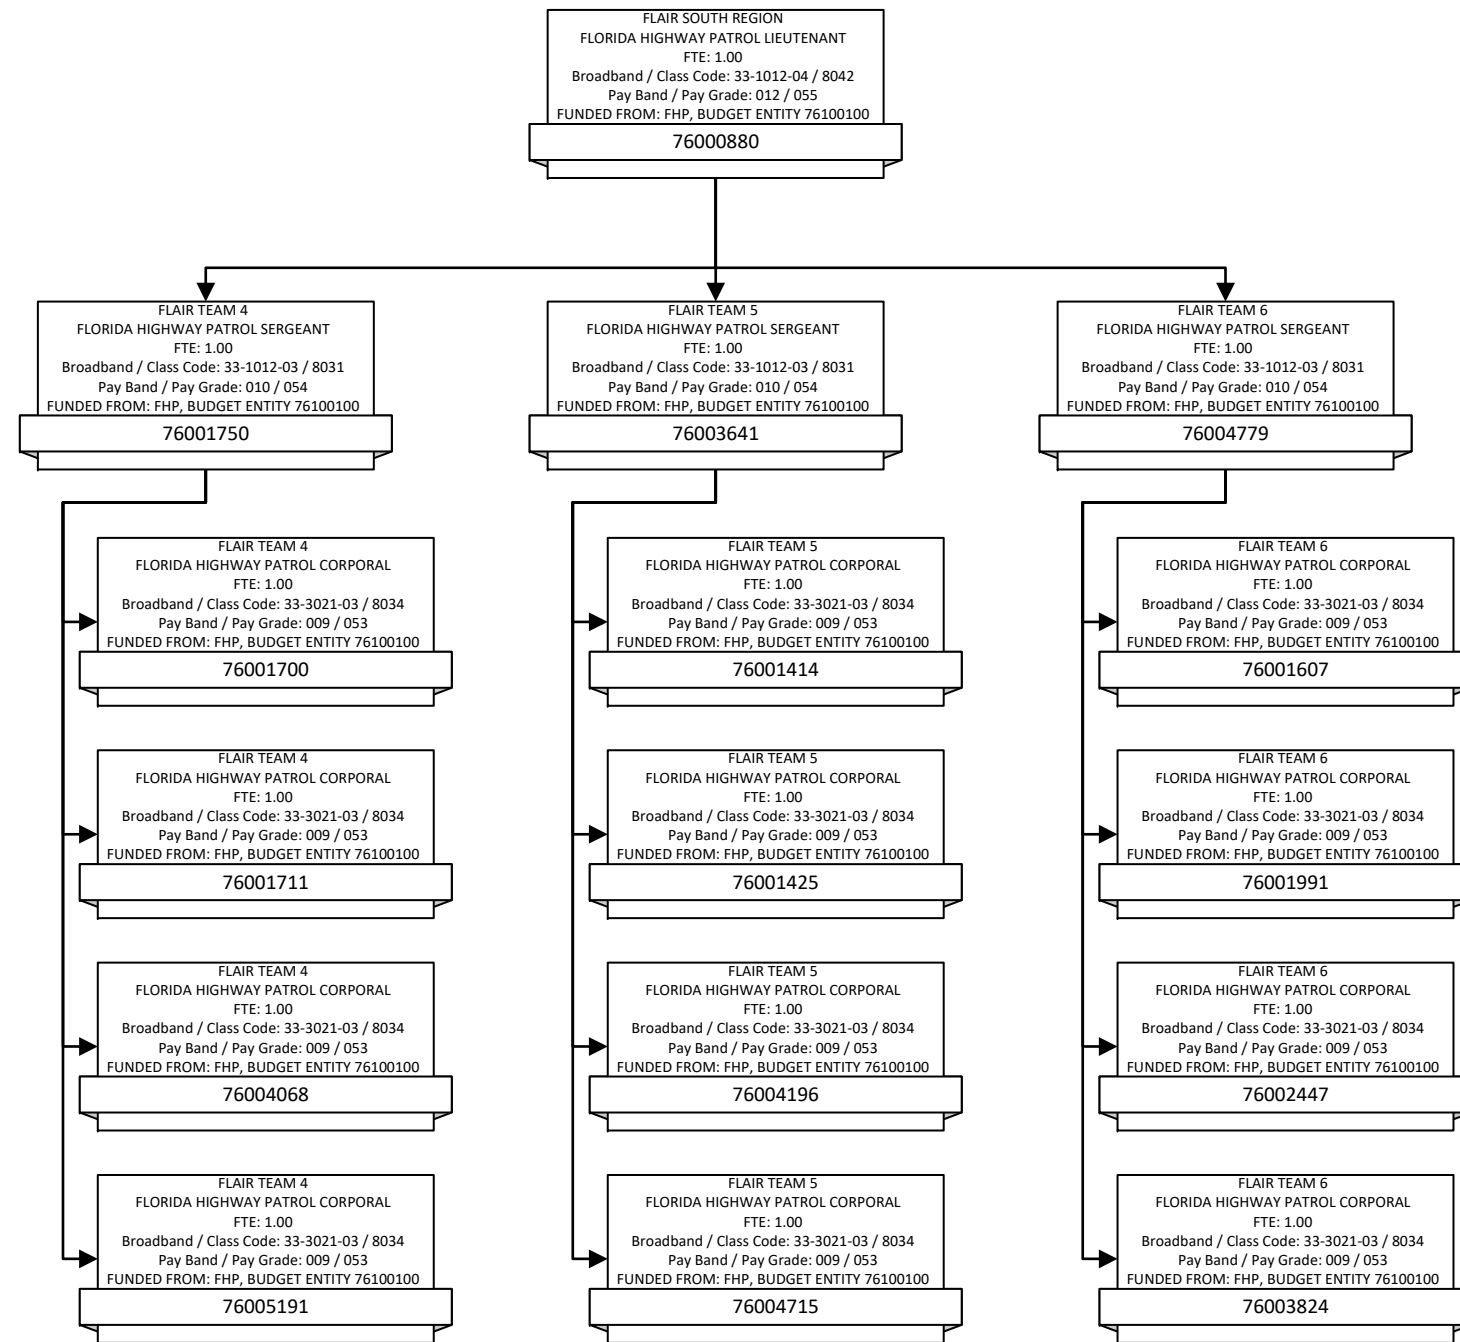 FLAIR SOUTH REGION
FLORIDA HIGHWAY PATROL LIEUTENANT
FTE: 1.00
Broadband / Class Code: 33-1012-04 / 8042
Pay Band / Pay Grade: 012 / 055
FUNDED FROM: FHP, BUDGET ENTITY 76100100
76000880
FLAIR TEAM 4
FLORIDA HIGHWAY PATROL SERGEANT
FTE: 1.00
Broadband / Class Code: 33-1012-03 / 8031
Pay Band / Pay Grade: 010 / 054
FUNDED FROM: FHP, BUDGET ENTITY 76100100
76001750
FLAIR TEAM 5
FLORIDA HIGHWAY PATROL SERGEANT
FTE: 1.00
Broadband / Class Code: 33-1012-03 / 8031
Pay Band / Pay Grade: 010 / 054
FUNDED FROM: FHP, BUDGET ENTITY 76100100
76003641
FLAIR TEAM 6
FLORIDA HIGHWAY PATROL SERGEANT
FTE: 1.00
Broadband / Class Code: 33-1012-03 / 8031
Pay Band / Pay Grade: 010 / 054
FUNDED FROM: FHP, BUDGET ENTITY 76100100
76004779
FLAIR TEAM 4
FLORIDA HIGHWAY PATROL CORPORAL
FTE: 1.00
Broadband / Class Code: 33-3021-03 / 8034
Pay Band / Pay Grade: 009 / 053
FUNDED FROM: FHP, BUDGET ENTITY 76100100
76001700
FLAIR TEAM 5
FLORIDA HIGHWAY PATROL CORPORAL
FTE: 1.00
Broadband / Class Code: 33-3021-03 / 8034
Pay Band / Pay Grade: 009 / 053
FUNDED FROM: FHP, BUDGET ENTITY 76100100
76001414
FLAIR TEAM 6
FLORIDA HIGHWAY PATROL CORPORAL
FTE: 1.00
Broadband / Class Code: 33-3021-03 / 8034
Pay Band / Pay Grade: 009 / 053
FUNDED FROM: FHP, BUDGET ENTITY 76100100
76001607
FLAIR TEAM 4
FLORIDA HIGHWAY PATROL CORPORAL
FTE: 1.00
Broadband / Class Code: 33-3021-03 / 8034
Pay Band / Pay Grade: 009 / 053
FUNDED FROM: FHP, BUDGET ENTITY 76100100
76001711
FLAIR TEAM 5
FLORIDA HIGHWAY PATROL CORPORAL
FTE: 1.00
Broadband / Class Code: 33-3021-03 / 8034
Pay Band / Pay Grade: 009 / 053
FUNDED FROM: FHP, BUDGET ENTITY 76100100
76001425
FLAIR TEAM 6
FLORIDA HIGHWAY PATROL CORPORAL
FTE: 1.00
Broadband / Class Code: 33-3021-03 / 8034
Pay Band / Pay Grade: 009 / 053
FUNDED FROM: FHP, BUDGET ENTITY 76100100
76001991
FLAIR TEAM 4
FLORIDA HIGHWAY PATROL CORPORAL
FTE: 1.00
Broadband / Class Code: 33-3021-03 / 8034
Pay Band / Pay Grade: 009 / 053
FUNDED FROM: FHP, BUDGET ENTITY 76100100
76004068
FLAIR TEAM 5
FLORIDA HIGHWAY PATROL CORPORAL
FTE: 1.00
Broadband / Class Code: 33-3021-03 / 8034
Pay Band / Pay Grade: 009 / 053
FUNDED FROM: FHP, BUDGET ENTITY 76100100
76004196
FLAIR TEAM 6
FLORIDA HIGHWAY PATROL CORPORAL
FTE: 1.00
Broadband / Class Code: 33-3021-03 / 8034
Pay Band / Pay Grade: 009 / 053
FUNDED FROM: FHP, BUDGET ENTITY 76100100
76002447
FLAIR TEAM 4
FLORIDA HIGHWAY PATROL CORPORAL
FTE: 1.00
Broadband / Class Code: 33-3021-03 / 8034
Pay Band / Pay Grade: 009 / 053
FUNDED FROM: FHP, BUDGET ENTITY 76100100
76005191
FLAIR TEAM 5
FLORIDA HIGHWAY PATROL CORPORAL
FTE: 1.00
Broadband / Class Code: 33-3021-03 / 8034
Pay Band / Pay Grade: 009 / 053
FUNDED FROM: FHP, BUDGET ENTITY 76100100
76004715
FLAIR TEAM 6
FLORIDA HIGHWAY PATROL CORPORAL
FTE: 1.00
Broadband / Class Code: 33-3021-03 / 8034
Pay Band / Pay Grade: 009 / 053
FUNDED FROM: FHP, BUDGET ENTITY 76100100
76003824